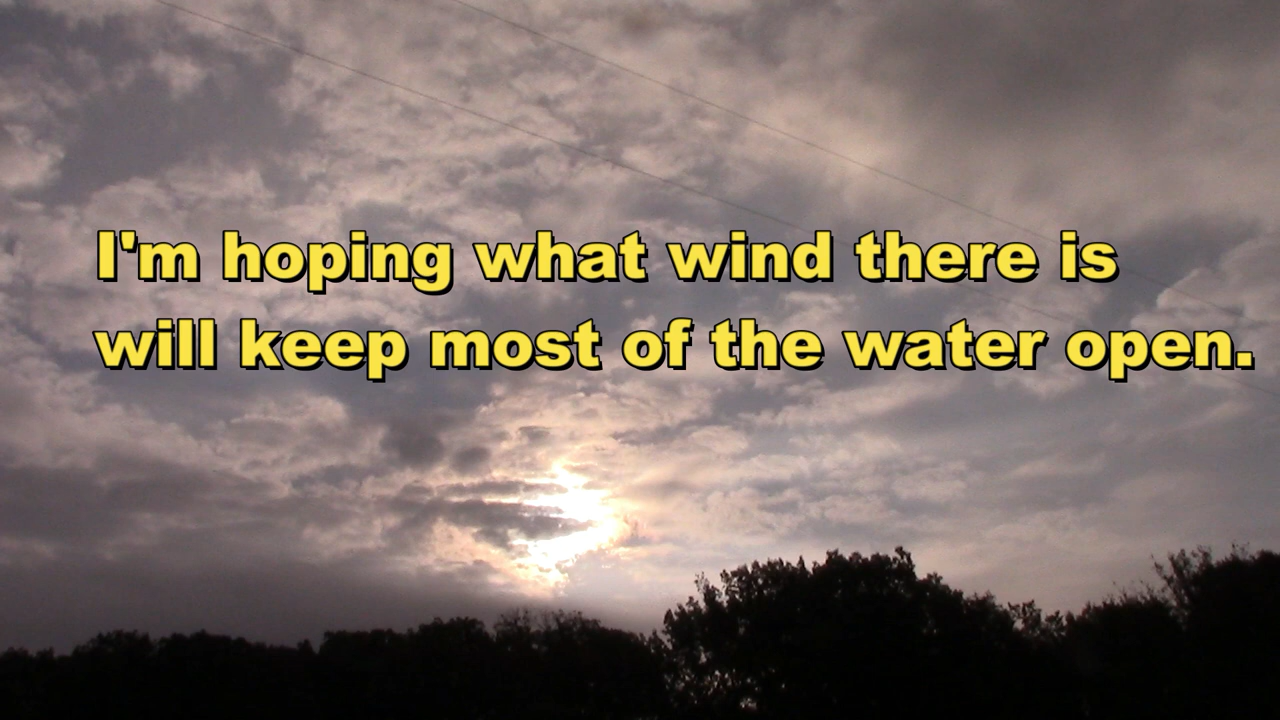 I'm hoping what wind there is
will keep most of the water open.